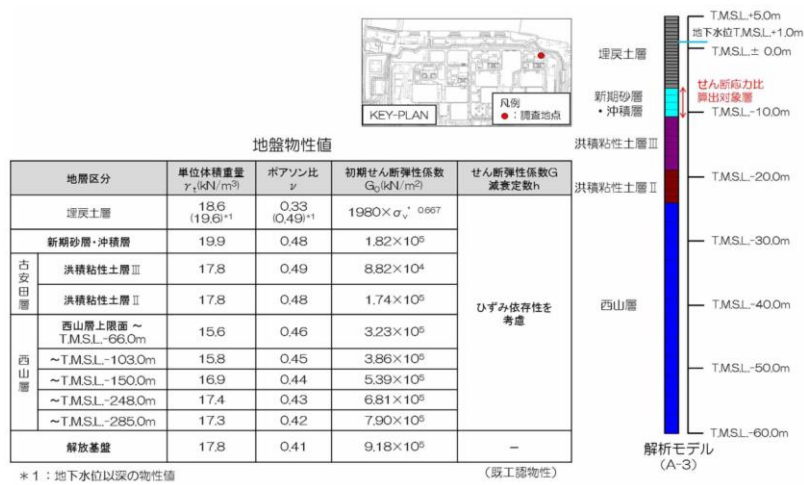 KEY-PLAN
凡例
●：調査地点
地盤物性値
地層区分 単位体積重量 γt(kN/m³) ポアソン比 ν 初期せん断弾性係数 G₀(kN/m²) せん断弾性係数G 減衰定数h
埋戻土層 18.6 (19.6)*1 0.33 (0.49)*1 1980×σv' 0.667
新期砂層・沖積層 19.9 0.48 1.82×10⁵
古安田層
洪積粘性土層Ⅲ 17.8 0.49 8.82×10⁴
洪積粘性土層Ⅱ 17.8 0.48 1.74×10⁵
西山層
西山層上限面 ～ T.M.S.L.-66.0m 15.6 0.46 3.23×10⁵
～T.M.S.L.-103.0m 15.8 0.45 3.86×10⁵
～T.M.S.L.-150.0m 16.9 0.44 5.39×10⁵
～T.M.S.L.-248.0m 17.4 0.43 6.81×10⁵
～T.M.S.L.-285.0m 17.3 0.42 7.90×10⁵
ひずみ依存性を考慮
解放基盤 17.8 0.41 9.18×10⁵ －
＊1：地下水位以深の物性値
(既工認物性)
T.M.S.L.+5.0m
地下水位T.M.S.L.+1.0m
T.M.S.L.± 0.0m
埋戻土層
せん断応力比
算出対象層
新期砂層
・沖積層
T.M.S.L.-10.0m
洪積粘性土層Ⅲ
T.M.S.L.-20.0m
洪積粘性土層Ⅱ
T.M.S.L.-30.0m
西山層
T.M.S.L.-40.0m
T.M.S.L.-50.0m
T.M.S.L.-60.0m
解析モデル
(A-3)